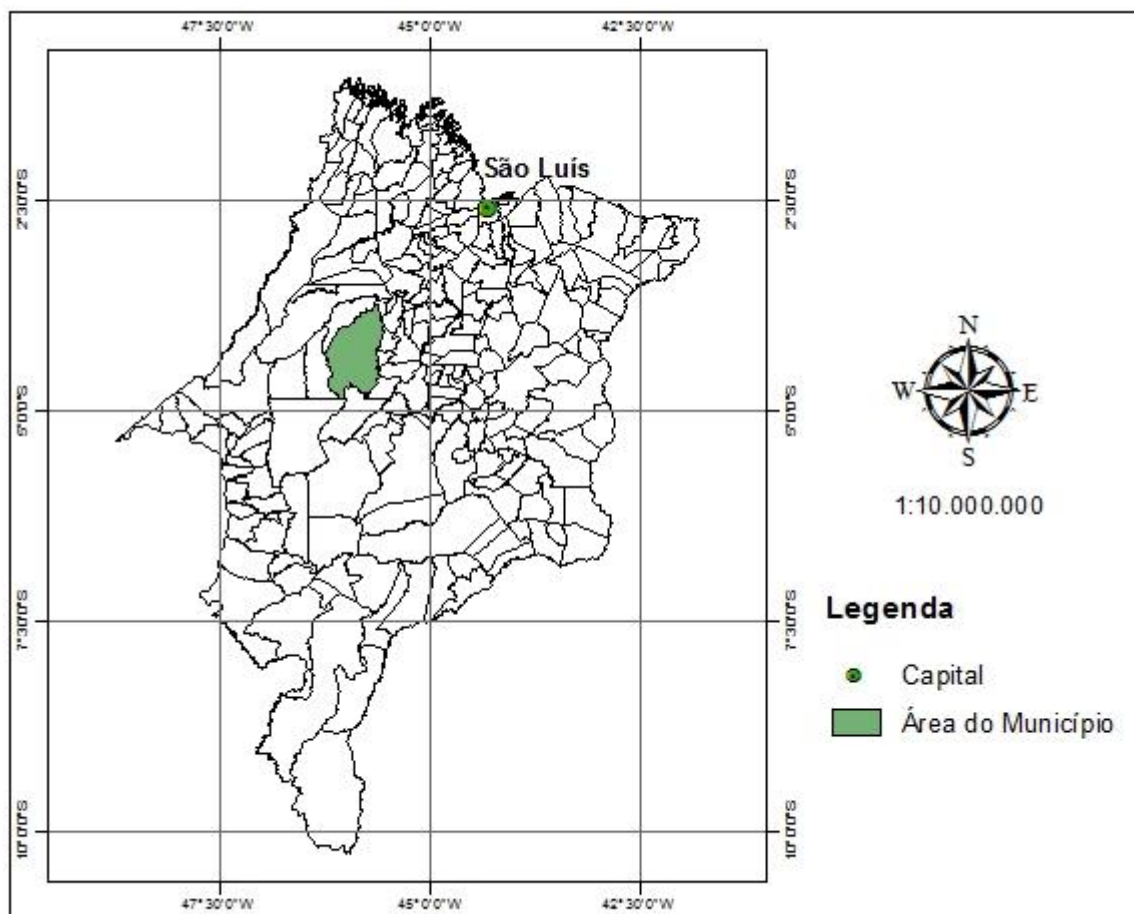 47°30'0"W 45°0'0"W 42°30'0"W
São Luís
2°30'0"S 2°30'0"S
N
W E
S
5°0'0"S 5°0'0"S
1:10.000.000
Legenda
7°30'0"S 7°30'0"S
Capital
Área do Município
10°0'0"S 10°0'0"S
47°30'0"W 45°0'0"W 42°30'0"W